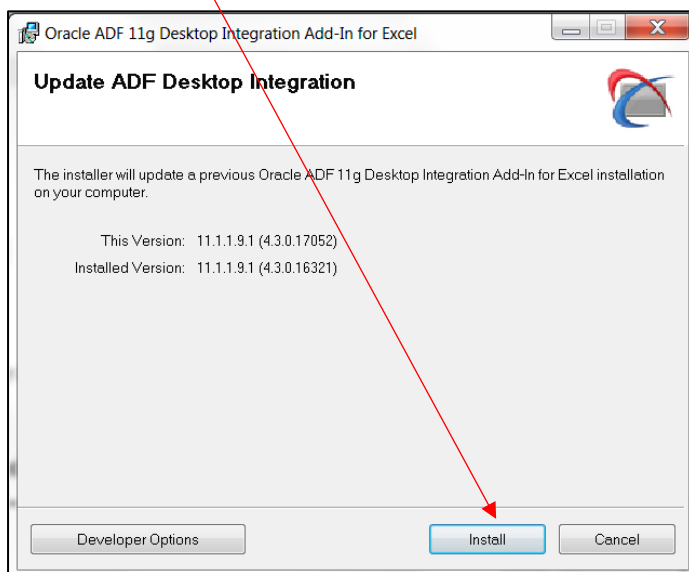 Oracle ADF 11g Desktop Integration Add-In for Excel
Update ADF Desktop Integration
The installer will update a previous Oracle ADF 11g Desktop Integration Add-In for Excel installation
on your computer.
This Version: 11.1.1.9.1 (4.3.0.17052)
Installed Version: 11.1.1.9.1 (4.3.0.16321)
Developer Options Install Cancel